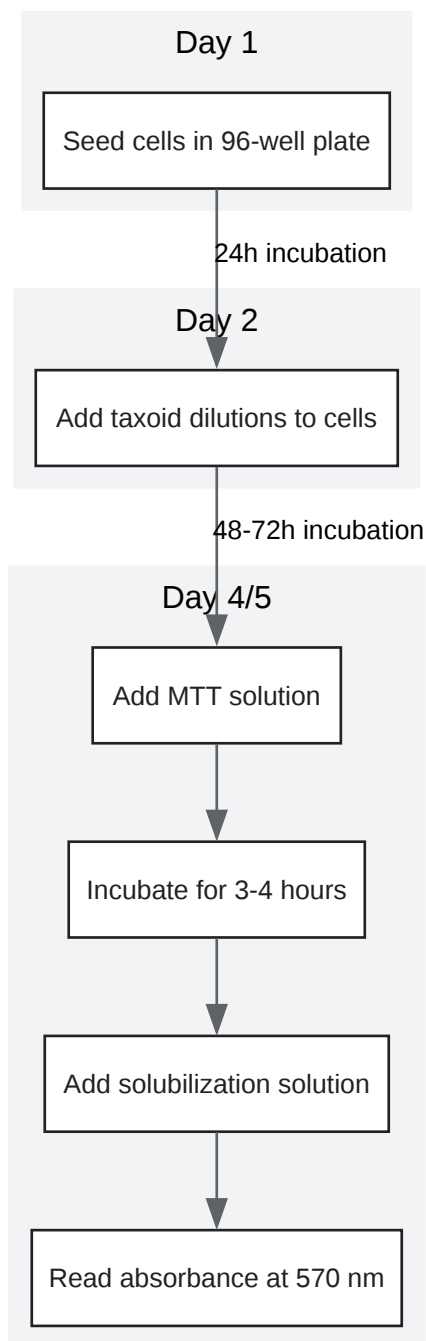 Day 1
Seed cells in 96-well plate
24h incubation
Day 2
Add taxoid dilutions to cells
48-72h incubation
Day 4/5
Add MTT solution
Incubate for 3-4 hours
Add solubilization solution
Read absorbance at 570 nm